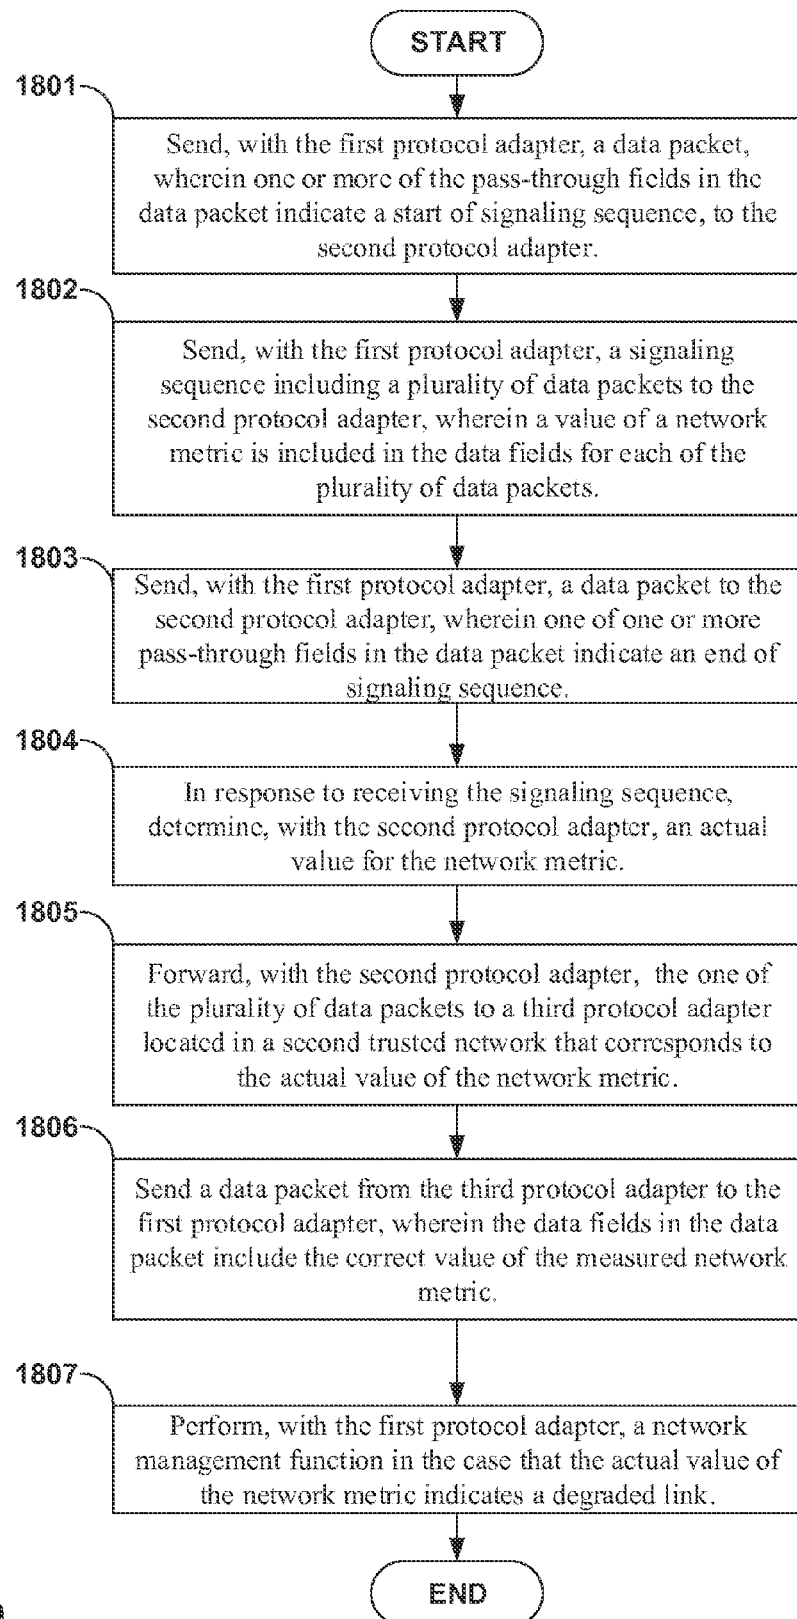 START
1801
Send, with the first protocol adapter, a data packet,
wherein one or more of the pass-through fields in the
data packet indicate a start of signaling sequence, to the
second protocol adapter.
1802
Send, with the first protocol adapter, a signaling
sequence including a plurality of data packets to the
second protocol adapter, wherein a value of a network
metric is included in the data fields for each of the
plurality of data packets.
1803
Send, with the first protocol adapter, a data packet to the
second protocol adapter, wherein one of one or more
pass-through fields in the data packet indicate an end of
signaling sequence.
1804
In response to receiving the signaling sequence,
determine, with the second protocol adapter, an actual
value for the network metric.
1805
Forward, with the second protocol adapter, the one of
the plurality of data packets to a third protocol adapter
located in a second trusted network that corresponds to
the actual value of the network metric.
1806
Send a data packet from the third protocol adapter to the
first protocol adapter, wherein the data fields in the data
packet include the correct value of the measured network
metric.
1807
Perform, with the first protocol adapter, a network
management function in the case that the actual value of
the network metric indicates a degraded link.
END